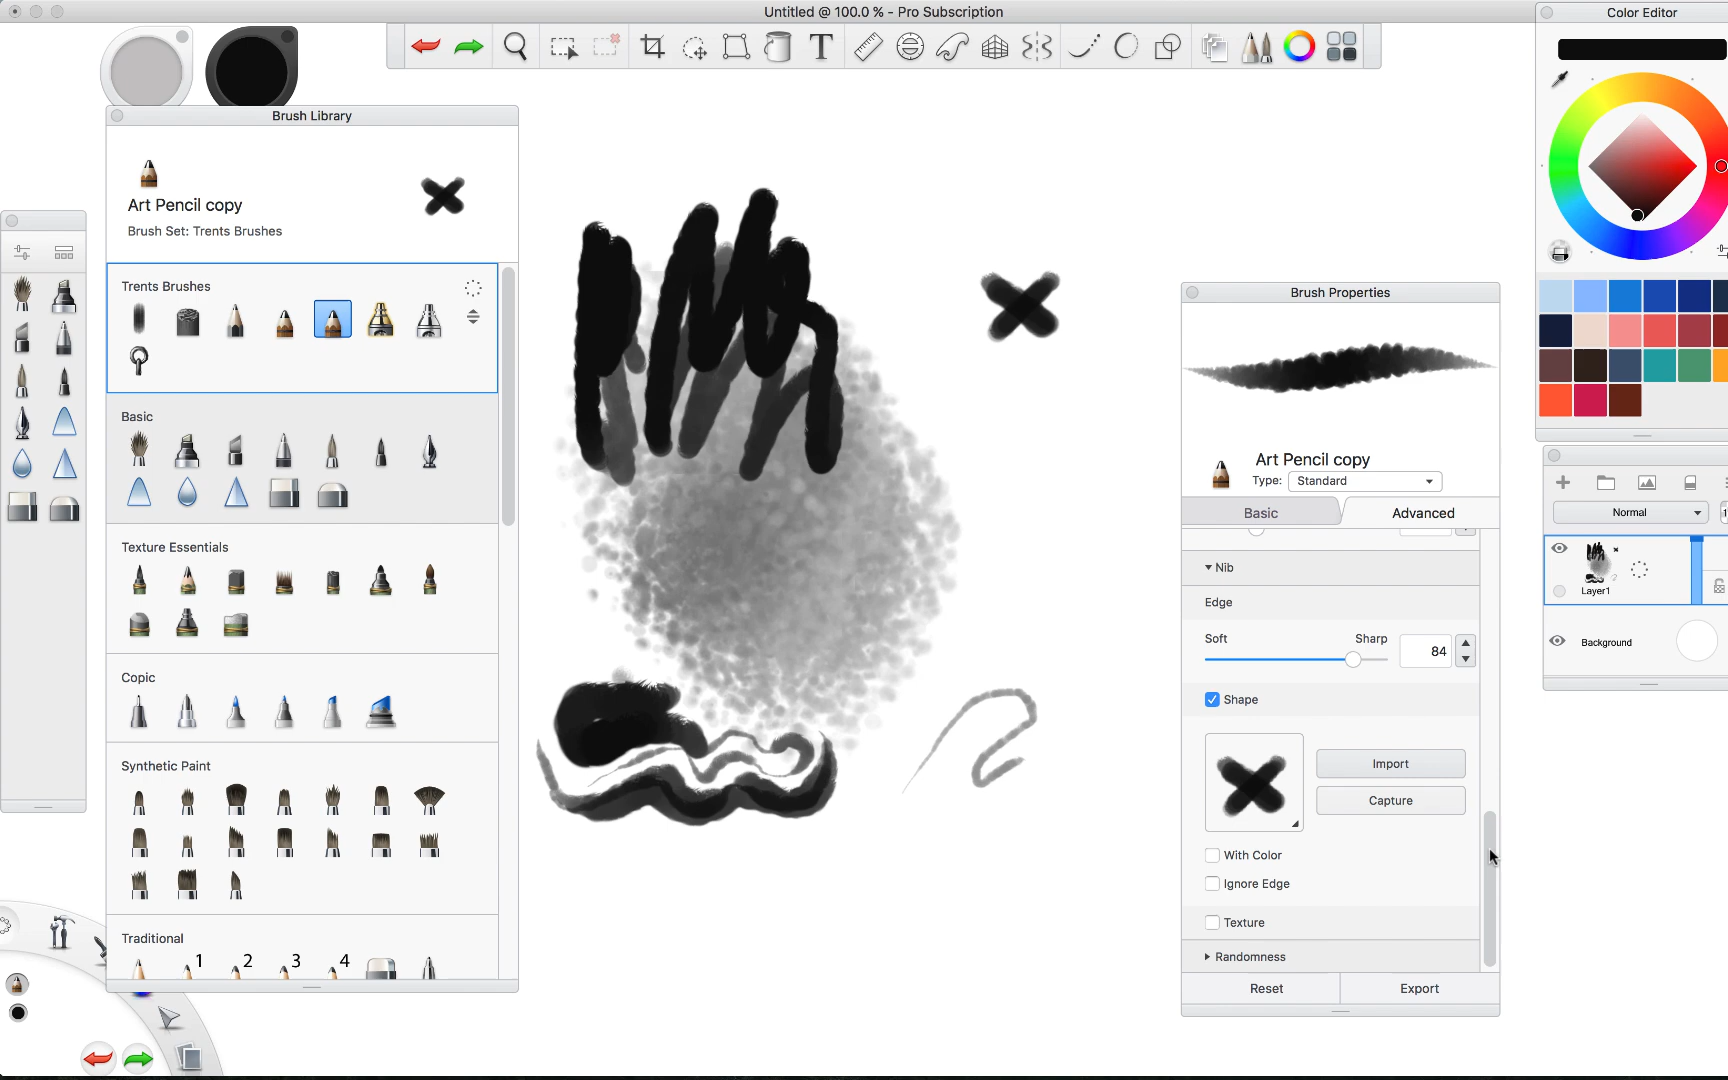 Untitled @ 100.0 % - Pro Subscription
Color Editor
Brush Library
Art Pencil copy
Brush Set: Trents Brushes
Trents Brushes
Basic
Texture Essentials
Copic
Synthetic Paint
Traditional
1 2 3 4
Brush Properties
Art Pencil copy
Type: Standard
Basic Advanced
Nib
Edge
Soft Sharp
84
Shape
Import
Capture
With Color
Ignore Edge
Texture
Randomness
Reset Export
Normal
Layer1
Background